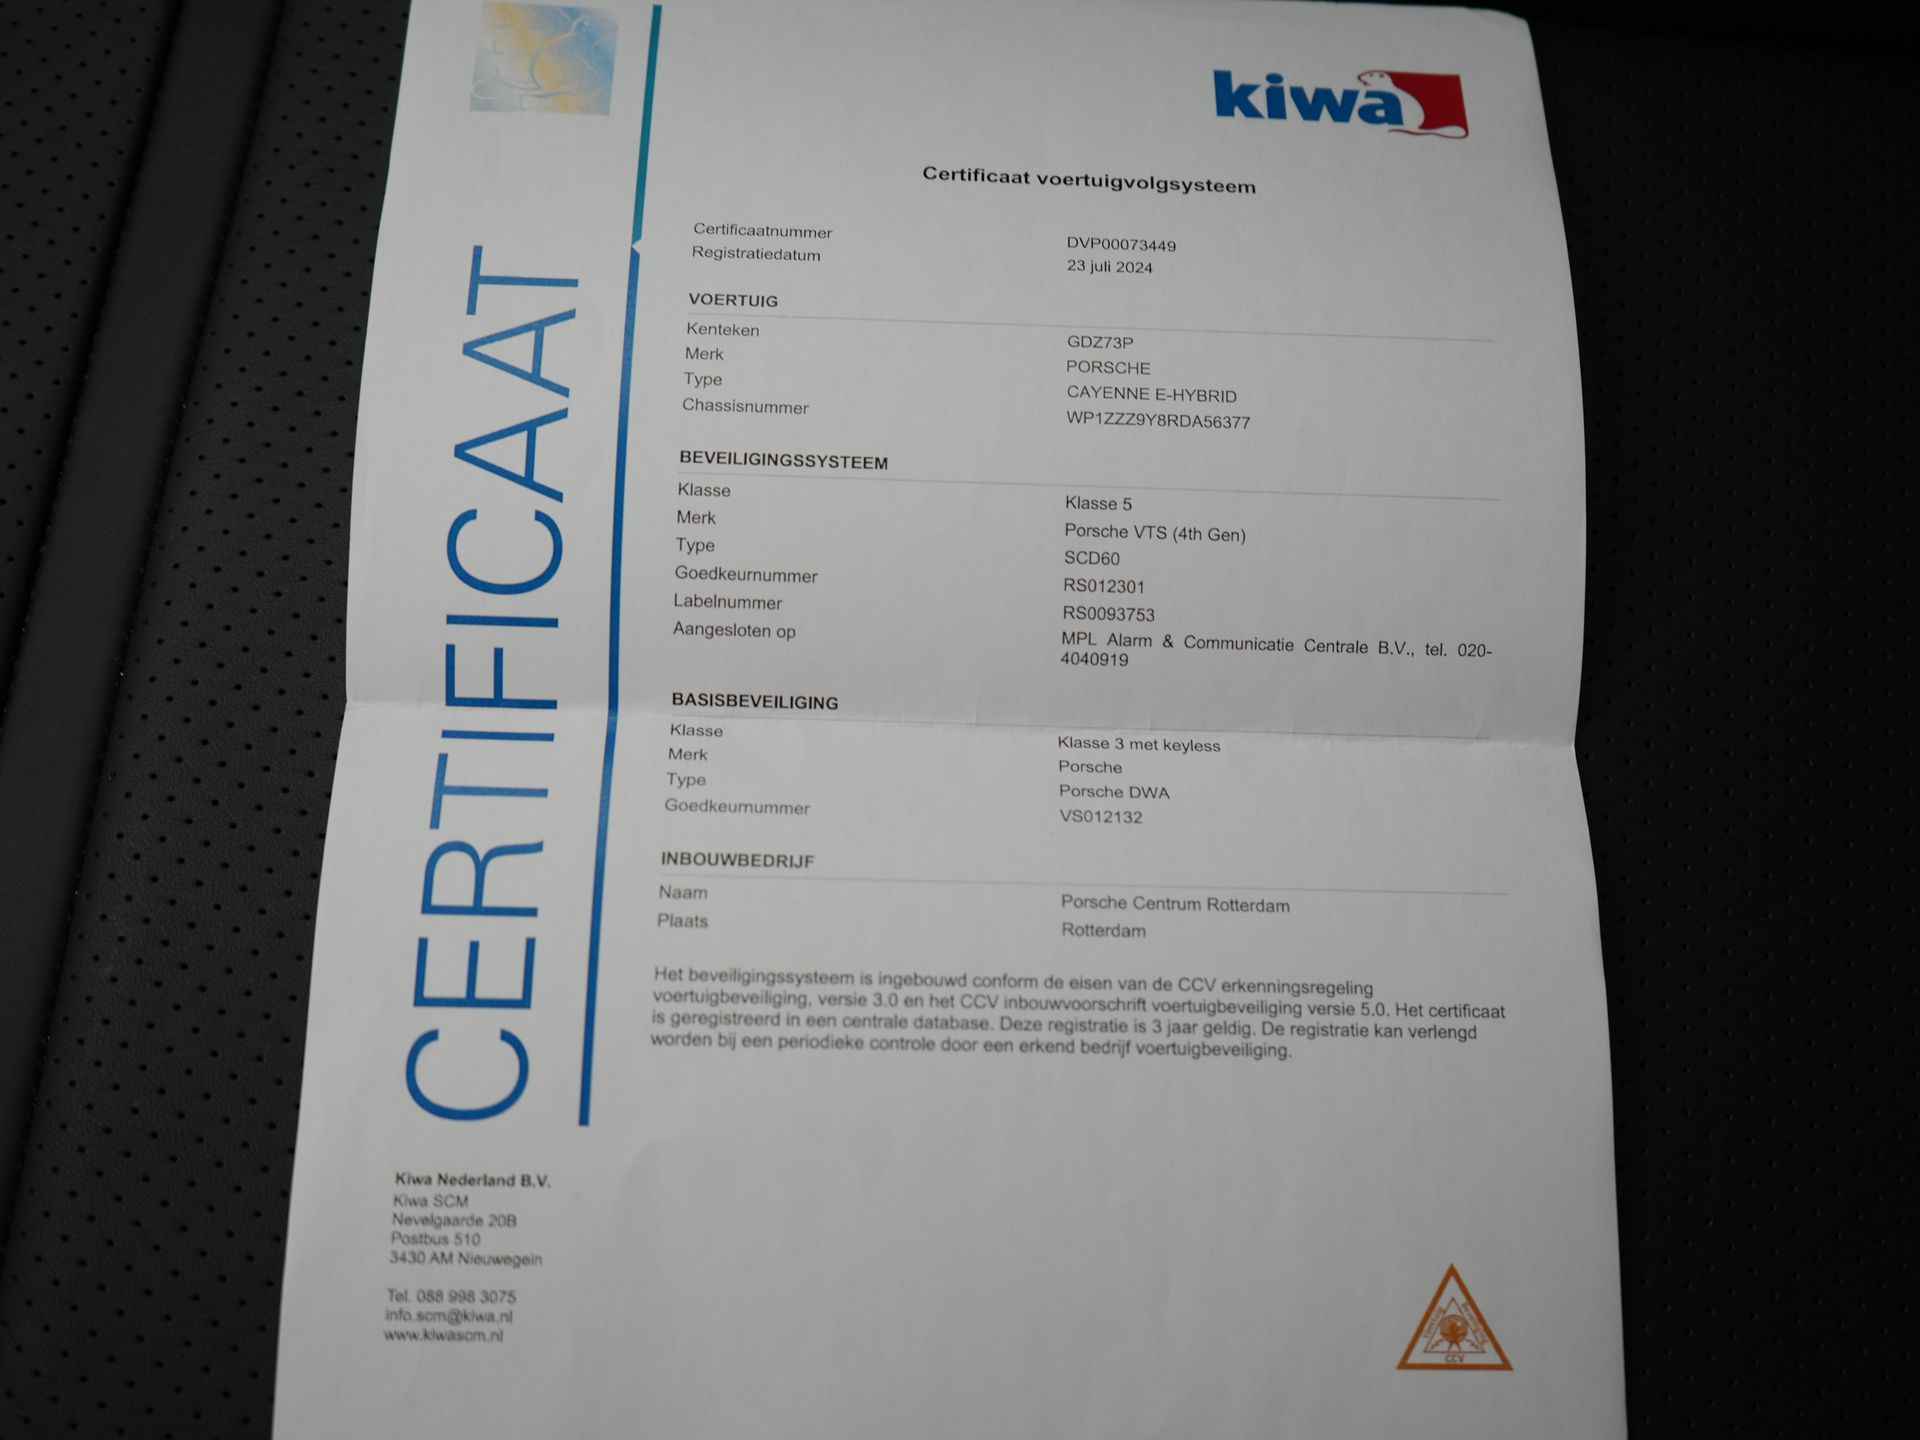 kiwa
Certificaat voertuigvolgsysteem
Certificaatnummer DVP00073449
Registratiedatum 23 juli 2024
VOERTUIG
Kenteken GDZ73P
Merk PORSCHE
Type CAYENNE E-HYBRID
Chassisnummer WP1ZZZ9Y8RDA56377
BEVEILIGINGSSYSTEEM
Klasse Klasse 5
Merk Porsche VTS (4th Gen)
Type SCD60
Goedkeurnummer RS012301
Labelnummer RS0093753
Aangesloten op MPL Alarm & Communicatie Centrale B.V., tel. 020-
4040919
BASISBEVEILIGING
Klasse Klasse 3 met keyless
Merk Porsche
Type Porsche DWA
Goedkeurnummer VS012132
INBOUWBEDRIJF
Naam Porsche Centrum Rotterdam
Plaats Rotterdam
Het beveiligingssysteem is ingebouwd conform de eisen van de CCV erkenningsregeling
voertuigbeveiliging, versie 3.0 en het CCV inbouwvoorschrift voertuigbeveiliging versie 5.0. Het certificaat
is geregistreerd in een centrale database. Deze registratie is 3 jaar geldig. De registratie kan verlengd
worden bij een periodieke controle door een erkend bedrijf voertuigbeveiliging.
CERTIFICAAT
Kiwa Nederland B.V.
Kiwa SCM
Nevelgaarde 20B
Postbus 510
3430 AM Nieuwegein
Tel. 088 998 3075
info.scm@kiwa.nl
www.kiwascm.nl
CCV